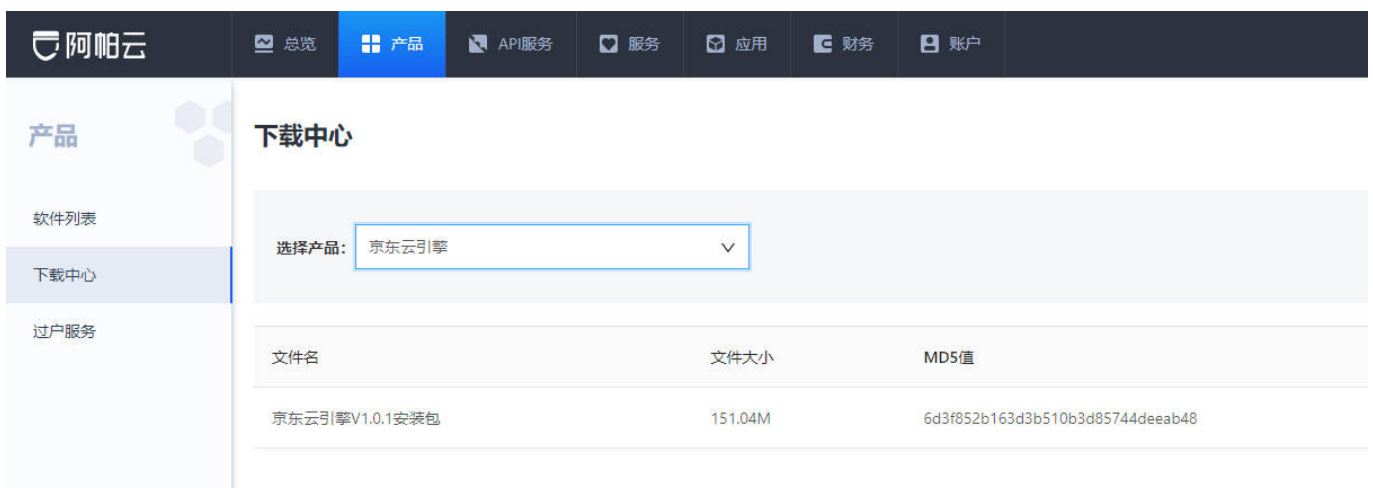 阿帕云 总览 产品 API服务 服务 应用 财务 账户
产品
下载中心
软件列表
选择产品： 京东云引擎
下载中心
过户服务
文件名 文件大小 MD5值
京东云引擎V1.0.1安装包 151.04M 6d3f852b163d3b510b3d85744deeab48